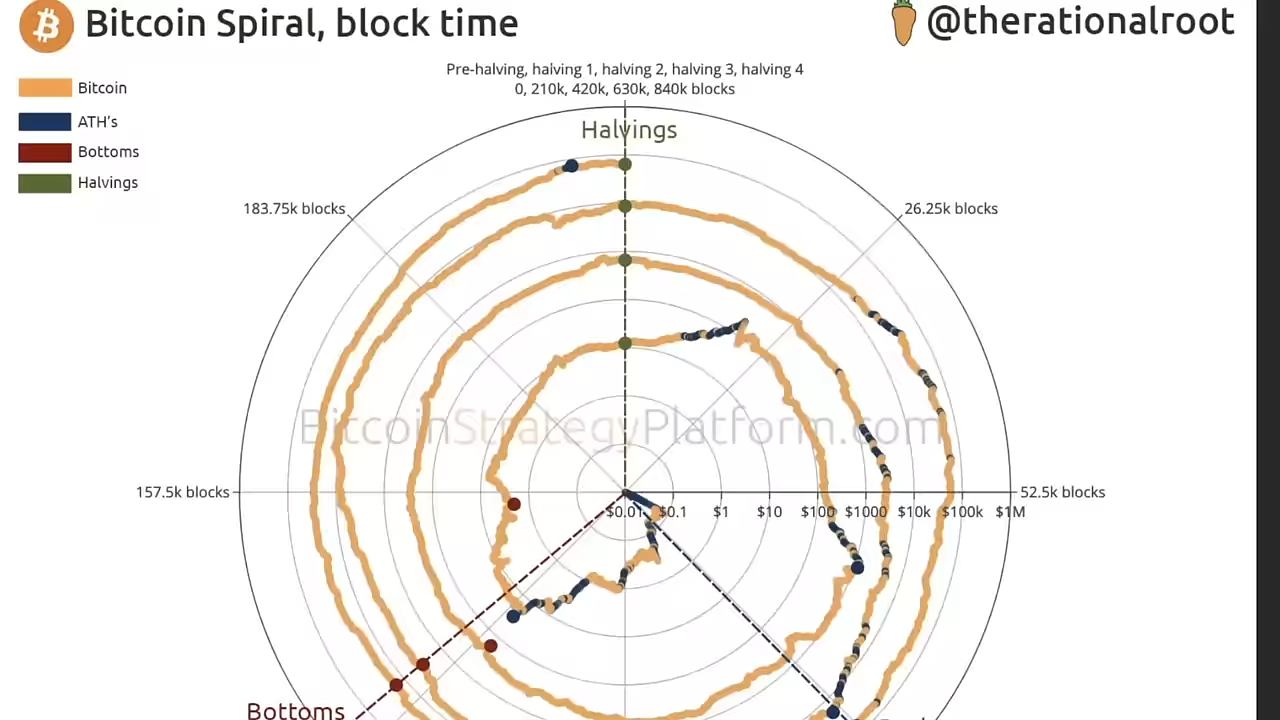 Bitcoin Spiral, block time
@therationalroot
Pre-halving, halving 1, halving 2, halving 3, halving 4
0, 210k, 420k, 630k, 840k blocks
Bitcoin
ATH's
Bottoms
Halvings
Halvings
183.75k blocks
26.25k blocks
BitcoinStrategyPlatform.com
157.5k blocks
52.5k blocks
$0.01 $0.1 $1 $10 $100 $1000 $10k $100k $1M
Bottoms